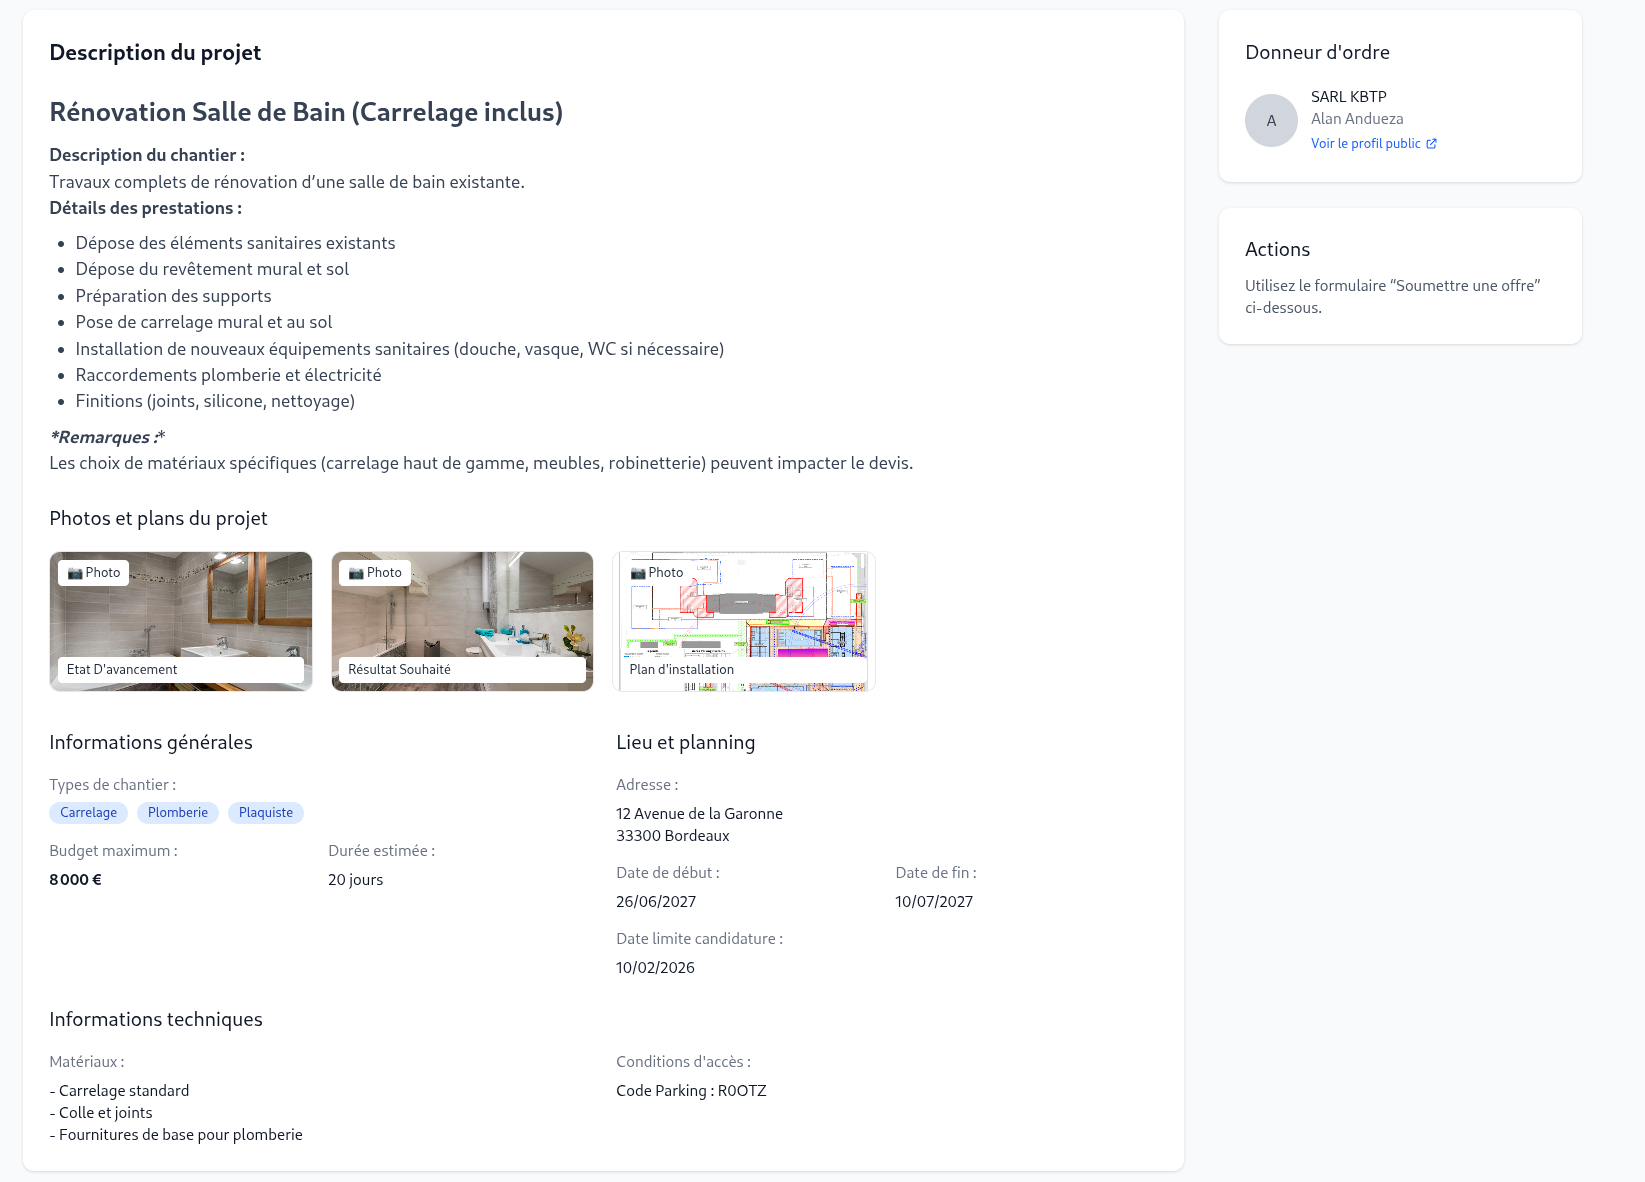 Description du projet
Rénovation Salle de Bain (Carrelage inclus)
Description du chantier :
Travaux complets de rénovation d’une salle de bain existante.
Détails des prestations :
• Dépose des éléments sanitaires existants
• Dépose du revêtement mural et sol
• Préparation des supports
• Pose de carrelage mural et au sol
• Installation de nouveaux équipements sanitaires (douche, vasque, WC si nécessaire)
• Raccordements plomberie et électricité
• Finitions (joints, silicone, nettoyage)
*Remarques :*
Les choix de matériaux spécifiques (carrelage haut de gamme, meubles, robinetterie) peuvent impacter le devis.
Photos et plans du projet
Photo
Etat D'avancement
Photo
Résultat Souhaité
Photo
Plan d'installation
Informations générales
Types de chantier :
Carrelage Plomberie Plaquiste
Budget maximum :
8 000 €
Durée estimée :
20 jours
Lieu et planning
Adresse :
12 Avenue de la Garonne
33300 Bordeaux
Date de début :
26/06/2027
Date de fin :
10/07/2027
Date limite candidature :
10/02/2026
Informations techniques
Matériaux :
- Carrelage standard
- Colle et joints
- Fournitures de base pour plomberie
Conditions d'accès :
Code Parking : R0OTZ
Donneur d'ordre
A
SARL KBTP
Alan Andueza
Voir le profil public
Actions
Utilisez le formulaire “Soumettre une offre”
ci-dessous.